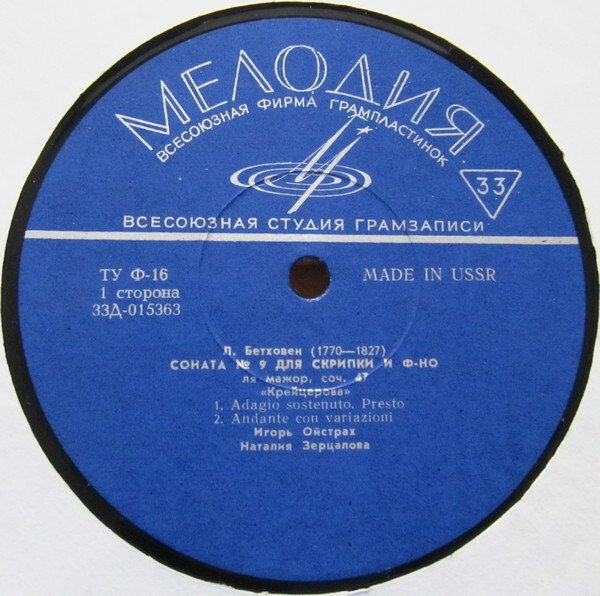 МЕЛОДИЯ
ВСЕСОЮЗНАЯ ФИРМА ГРАМПЛАСТИНОК
33
ВСЕСОЮЗНАЯ СТУДИЯ ГРАМЗАПИСИ
ТУ Ф-16
MADE IN USSR
1 сторона
33Д-015363
Л. Бетховен (1770—1827)
СОНАТА № 9 ДЛЯ СКРИПКИ И Ф-НО
ля мажор, соч. 47
«Крейцерова»
1. Adagio sostenuto. Presto
2. Andante con variazioni
Игорь Ойстрах
Наталия Зерцалова